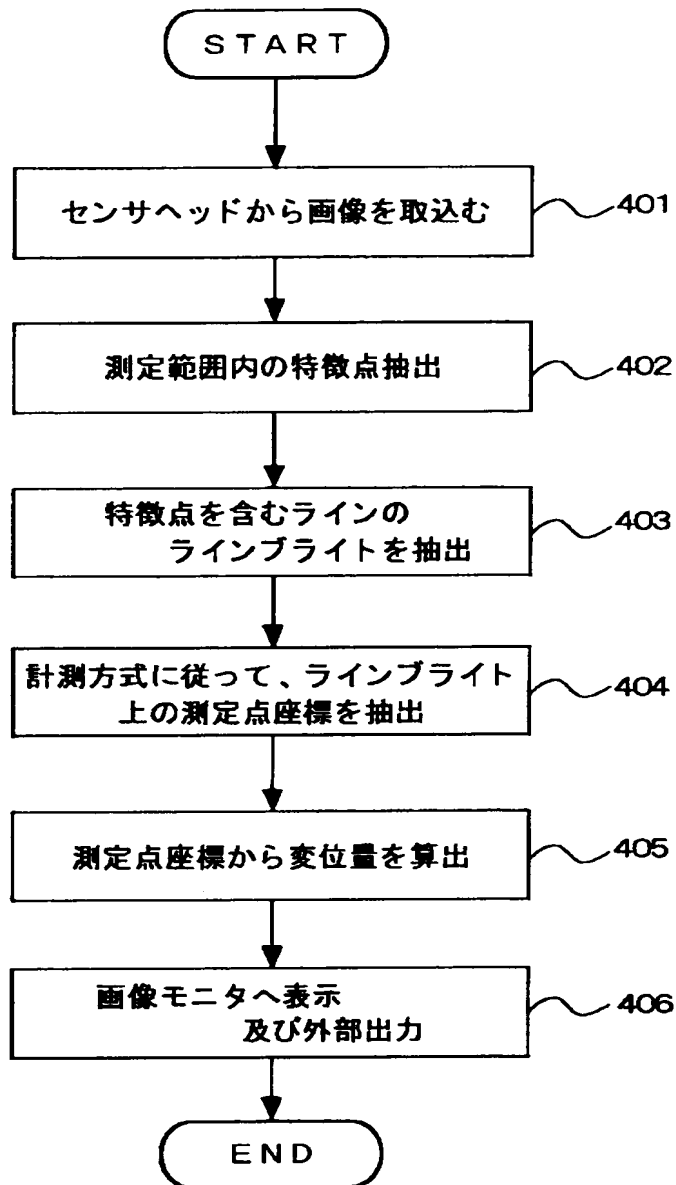 START
センサヘッドから画像を取込む
401
測定範囲内の特徴点抽出
402
特徴点を含むラインの
ラインブライトを抽出
403
計測方式に従って、ラインブライト
上の測定点座標を抽出
404
測定点座標から変位量を算出
405
画像モニタへ表示
及び外部出力
406
END